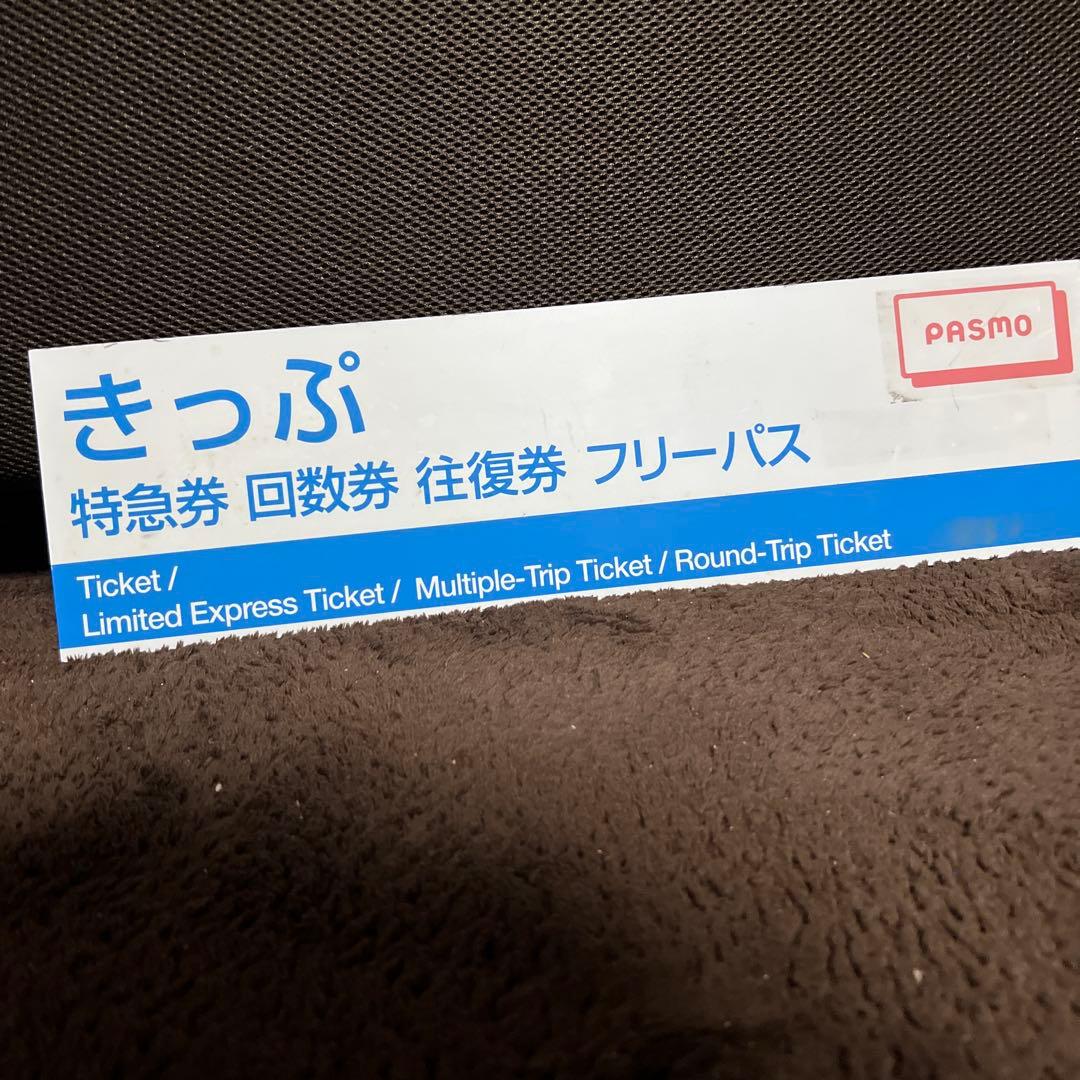 PASMO
きっぷ
特急券 回数券 往復券 フリーパス
Ticket /
Limited Express Ticket / Multiple-Trip Ticket / Round-Trip Ticket